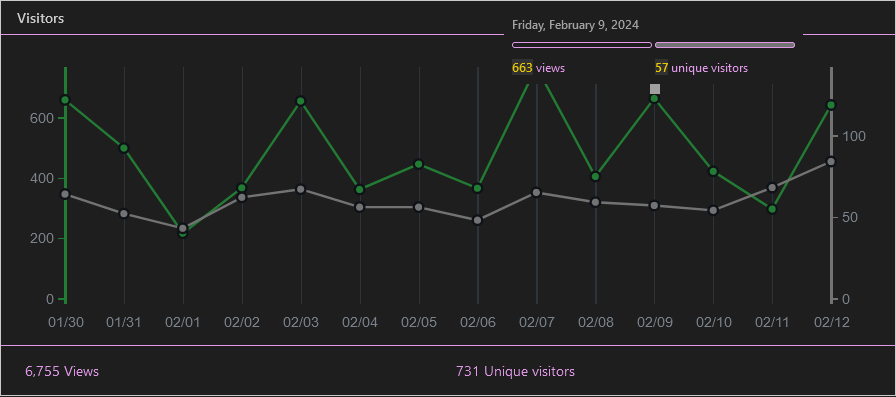 Visitors
Friday, February 9, 2024
663 views
57 unique visitors
600
400
200
0
100
50
0
01/30 01/31 02/01 02/02 02/03 02/04 02/05 02/06 02/07 02/08 02/09 02/10 02/11 02/12
6,755 Views
731 Unique visitors